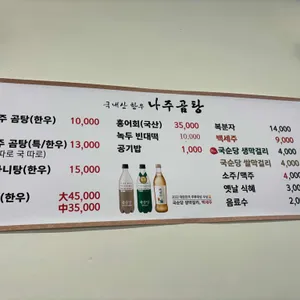 국내산 한우 나주곰탕
주 곰탕(한우) 10,000
주 곰탕(특/한우) 13,000
따로 국 따로)
니탕(한우) 15,000
(한우) 大45,000
中35,000
홍어회(국산) 35,000
녹두 빈대떡 10,000
공기밥 1,000
복분자 14,000
백세주 9,000
국순당 생막걸리 4,000
국순당 쌀막걸리 4,000
소주/맥주 4,000
옛날 식혜 3,000
음료수 2,0